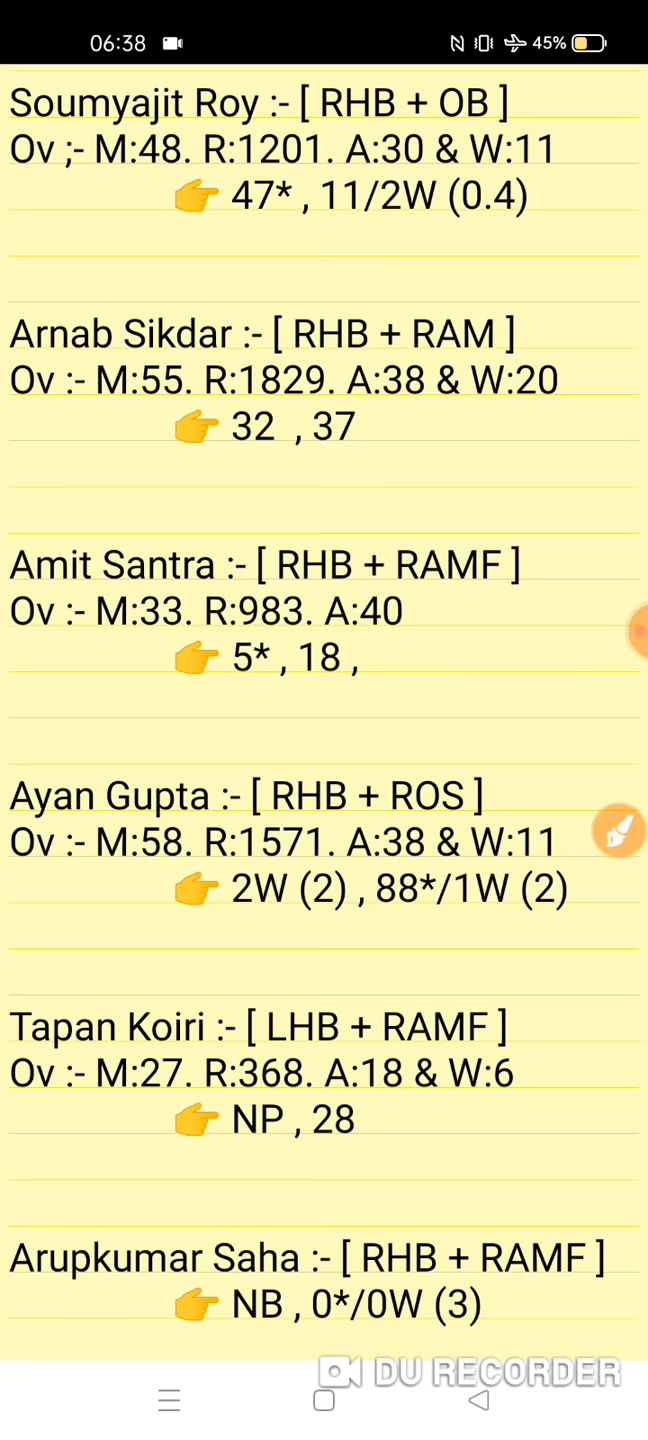 06:38 45%
Soumyajit Roy :- [ RHB + OB ]
Ov ;- M:48. R:1201. A:30 & W:11
👉 47* , 11/2W (0.4)
Arnab Sikdar :- [ RHB + RAM ]
Ov :- M:55. R:1829. A:38 & W:20
👉 32 , 37
Amit Santra :- [ RHB + RAMF ]
Ov :- M:33. R:983. A:40
👉 5* , 18 ,
Ayan Gupta :- [ RHB + ROS ]
Ov :- M:58. R:1571. A:38 & W:11
👉 2W (2) , 88*/1W (2)
Tapan Koiri :- [ LHB + RAMF ]
Ov :- M:27. R:368. A:18 & W:6
👉 NP , 28
Arupkumar Saha :- [ RHB + RAMF ]
👉 NB , 0*/0W (3)
DU RECORDER